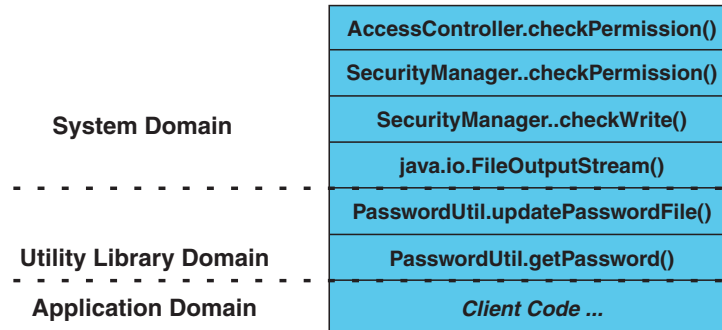 AccessController.checkPermission()
SecurityManager..checkPermission()
System Domain
SecurityManager..checkWrite()
java.io.FileOutputStream()
PasswordUtil.updatePasswordFile()
Utility Library Domain
PasswordUtil.getPassword()
Application Domain
Client Code ...